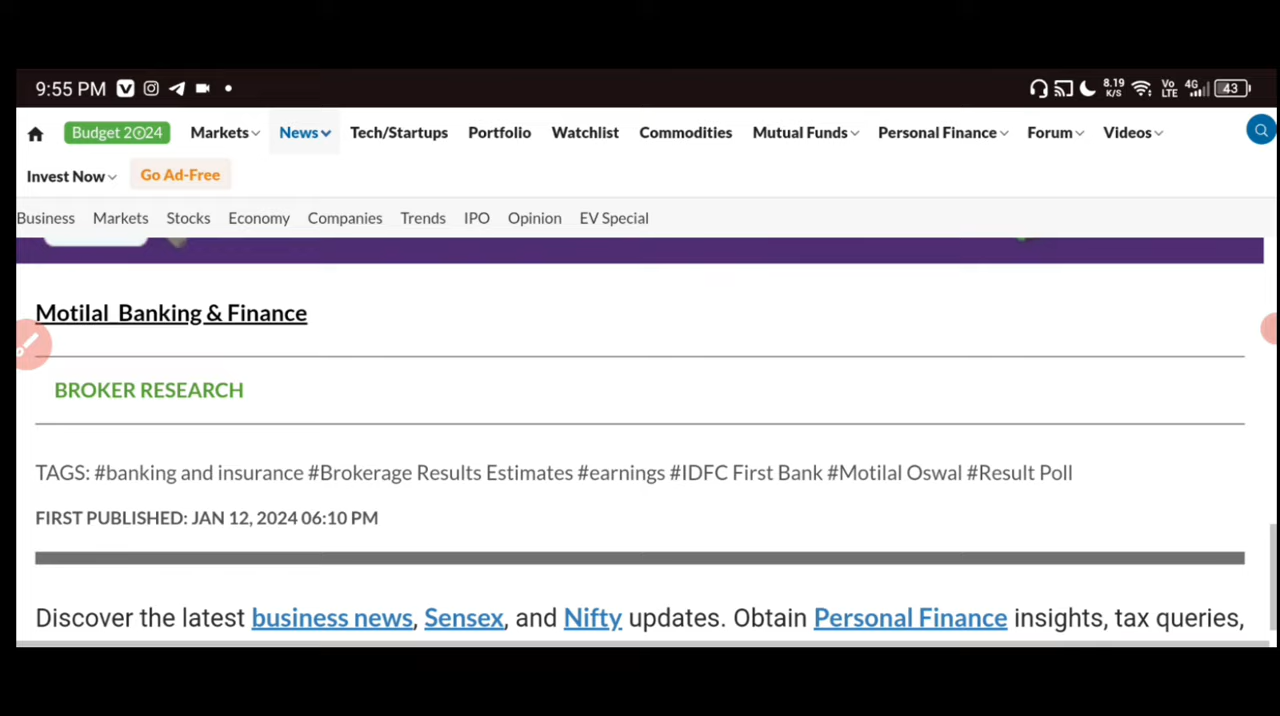 9:55 PM
8.19 K/S Vo LTE 4G 43
Budget 2024 Markets News Tech/Startups Portfolio Watchlist Commodities Mutual Funds Personal Finance Forum Videos
Invest Now Go Ad-Free
Business Markets Stocks Economy Companies Trends IPO Opinion EV Special
Motilal Banking & Finance
BROKER RESEARCH
TAGS: #banking and insurance #Brokerage Results Estimates #earnings #IDFC First Bank #Motilal Oswal #Result Poll
FIRST PUBLISHED: JAN 12, 2024 06:10 PM
Discover the latest business news, Sensex, and Nifty updates. Obtain Personal Finance insights, tax queries,